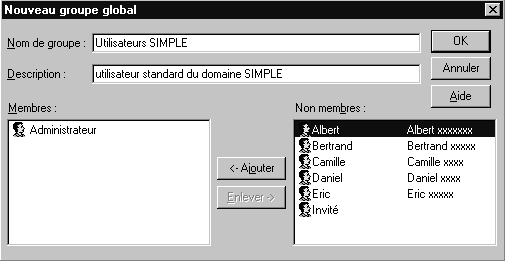 Nouveau groupe global
Nom de groupe : Utilisateurs SIMPLE
OK
Description : utilisateur standard du domaine SIMPLE
Annuler
Aide
Membres :
Non membres :
Administrateur
Albert Albert xxxxxxx
Bertrand Bertrand xxxxx
Camille Camille xxxx
Daniel Daniel xxxx
Eric Eric xxxxx
Invité
<- Ajouter
Enlever ->